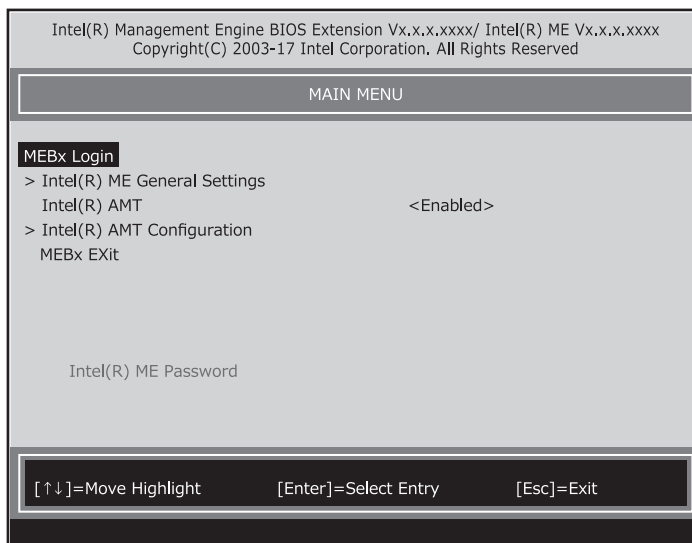 Intel(R) Management Engine BIOS Extension Vx.x.x.xxxx/ Intel(R) ME Vx.x.x.xxxx
Copyright(C) 2003-17 Intel Corporation. All Rights Reserved
MAIN MENU
MEBx Login
> Intel(R) ME General Settings
Intel(R) AMT <Enabled>
> Intel(R) AMT Configuration
MEBx EXit
Intel(R) ME Password
[↑↓]=Move Highlight [Enter]=Select Entry [Esc]=Exit